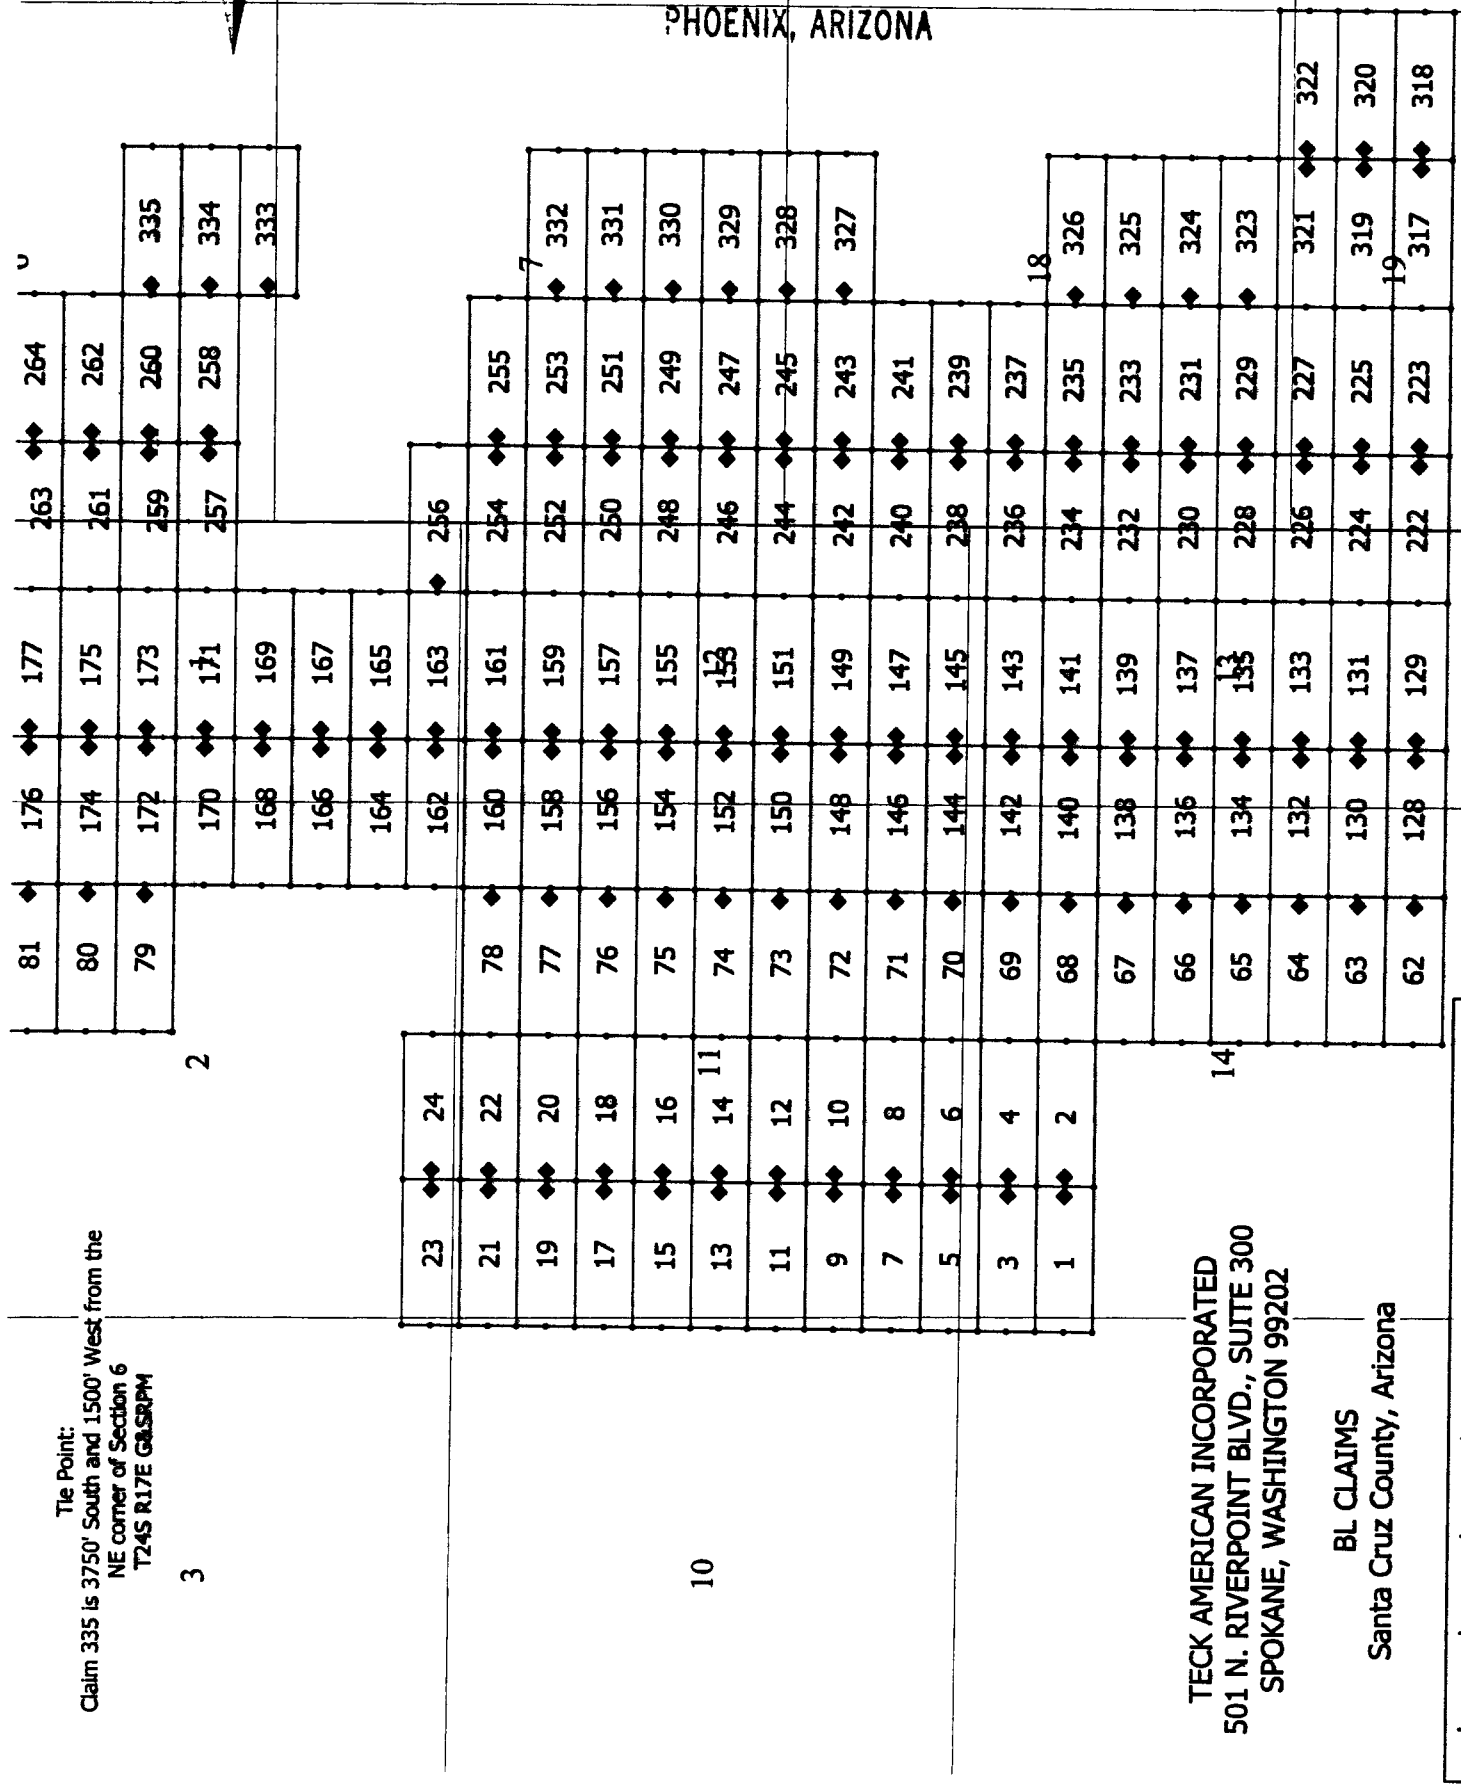 PHOENIX, ARIZONA
Tie Point:
Claim 335 is 3750' South and 1500' West from the
NE corner of Section 6
T24S R17E G&SRPM
81 176 177 263 264
80 174 175 261 262
79 172 173 259 260 335
3 2 170 1 171 257 258 334
168 169 333
166 167
164 165
23 24 162 163 256
21 22 78 160 161 254 255
7
19 20 77 158 159 252 253 332
17 18 76 156 157 250 251 331
15 16 75 154 155 248 249 330
10 11 12
13 14 74 152 153 246 247 329
11 12 73 150 151 244 245 328
9 10 72 148 149 242 243 327
7 8 71 146 147 240 241
5 6 70 144 145 238 239
3 4 69 142 143 236 237
18
1 2 68 140 141 234 235 326
67 138 139 232 233 325
66 136 137 230 231 324
14 13
65 134 135 228 229 323
64 132 133 226 227 321 322
63 130 131 224 225 319 320
19
62 128 129 222 223 317 318
TECK AMERICAN INCORPORATED
501 N. RIVERPOINT BLVD., SUITE 300
SPOKANE, WASHINGTON 99202
BL CLAIMS
Santa Cruz County, Arizona